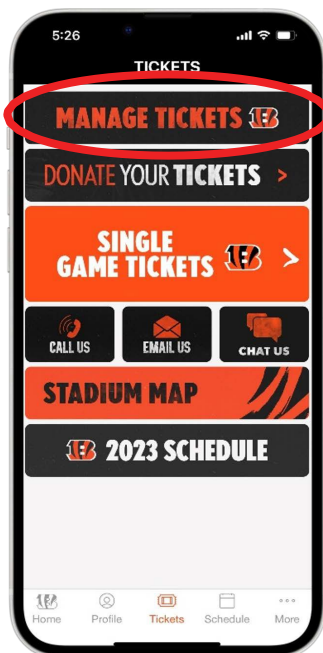 5:26
TICKETS
MANAGE TICKETS
DONATE YOUR TICKETS >
SINGLE
GAME TICKETS >
CALL US
EMAIL US
CHAT US
STADIUM MAP
2023 SCHEDULE
Home Profile Tickets Schedule More